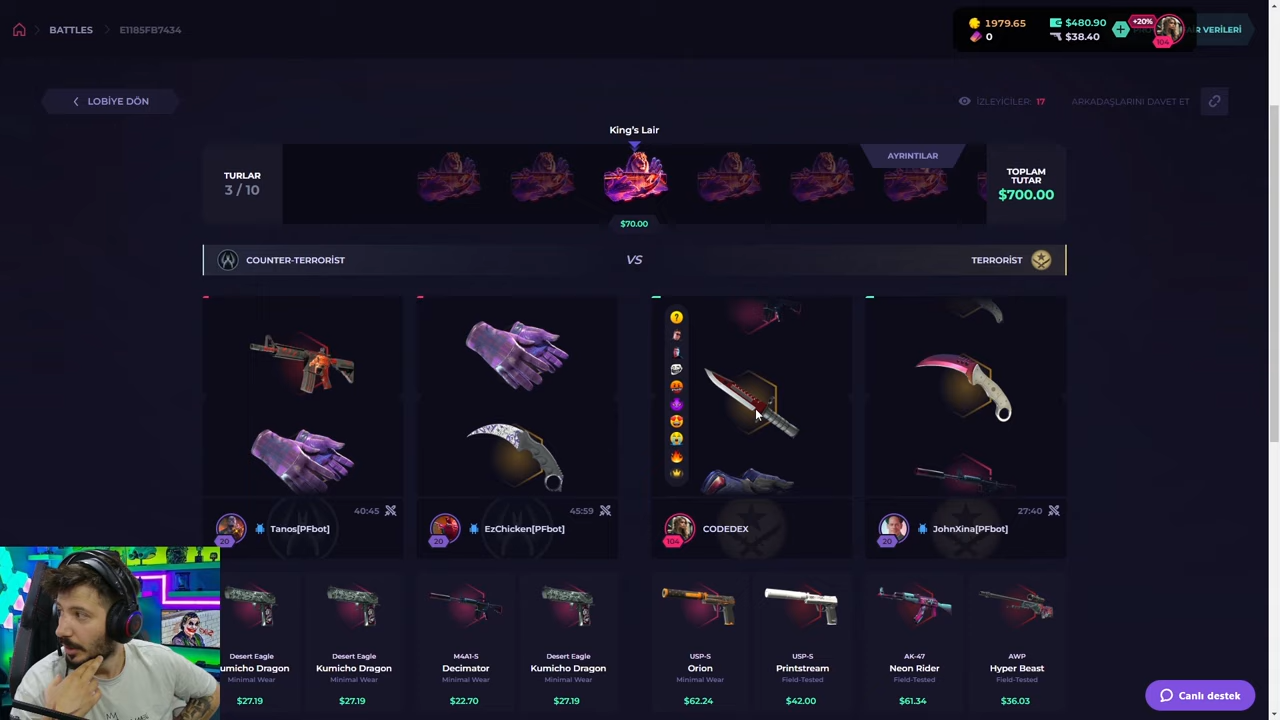 BATTLES
E1185FB7434
1979.65
$480.90
+20%
0
$38.40
104
AİR VERİLERİ
LOBİYE DÖN
İZLEYİCİLER: 17
ARKADAŞLARINI DAVET ET
King's Lair
AYRINTILAR
TURLAR
3 / 10
TOPLAM
TUTAR
$700.00
$70.00
COUNTER-TERRORİST
VS
TERRORİST
40:45
45:59
27:40
Tanos[PFbot]
20
EzChicken[PFbot]
20
CODEDEX
104
JohnXina[PFbot]
20
Desert Eagle
umicho Dragon
Minimal Wear
$27.19
Desert Eagle
Kumicho Dragon
Minimal Wear
$27.19
M4A1-S
Decimator
Minimal Wear
$22.70
Desert Eagle
Kumicho Dragon
Minimal Wear
$27.19
USP-S
Orion
Minimal Wear
$62.24
USP-S
Printstream
Field-Tested
$42.00
AK-47
Neon Rider
Field-Tested
$61.34
AWP
Hyper Beast
Field-Tested
$36.03
Canlı destek